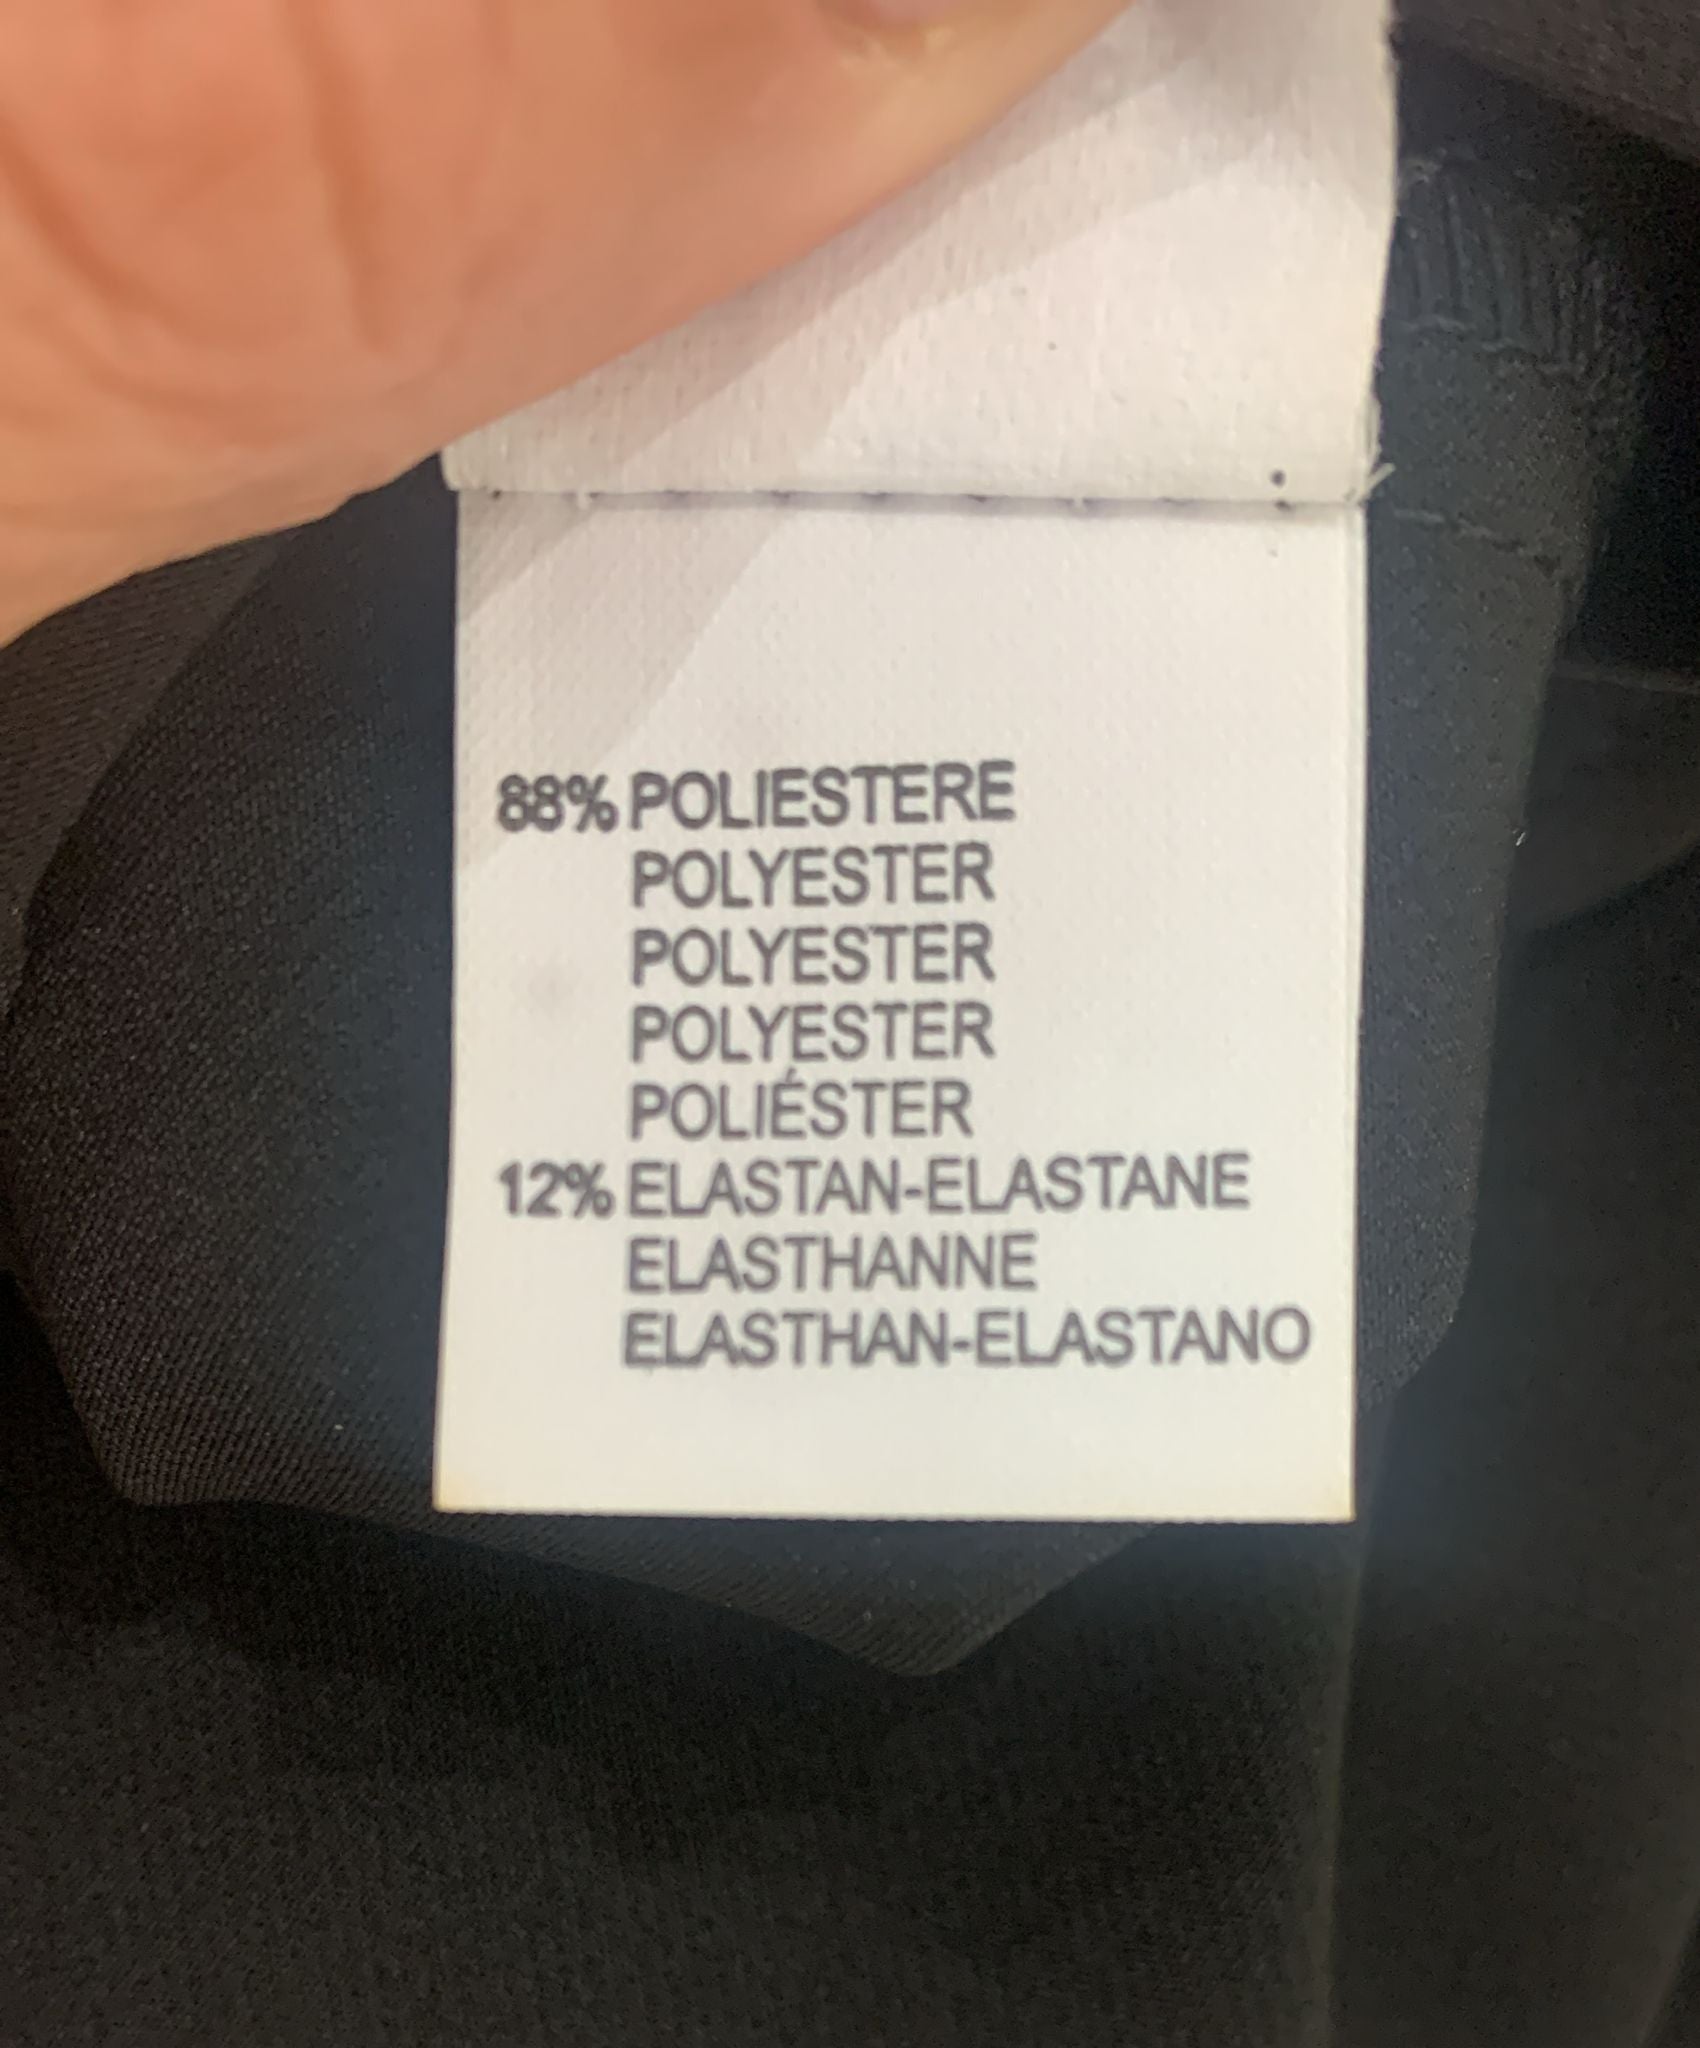 88% POLIESTERE
POLYESTER
POLYESTER
POLYESTER
POLIÉSTER
12% ELASTAN-ELASTANE
ELASTHANNE
ELASTHAN-ELASTANO